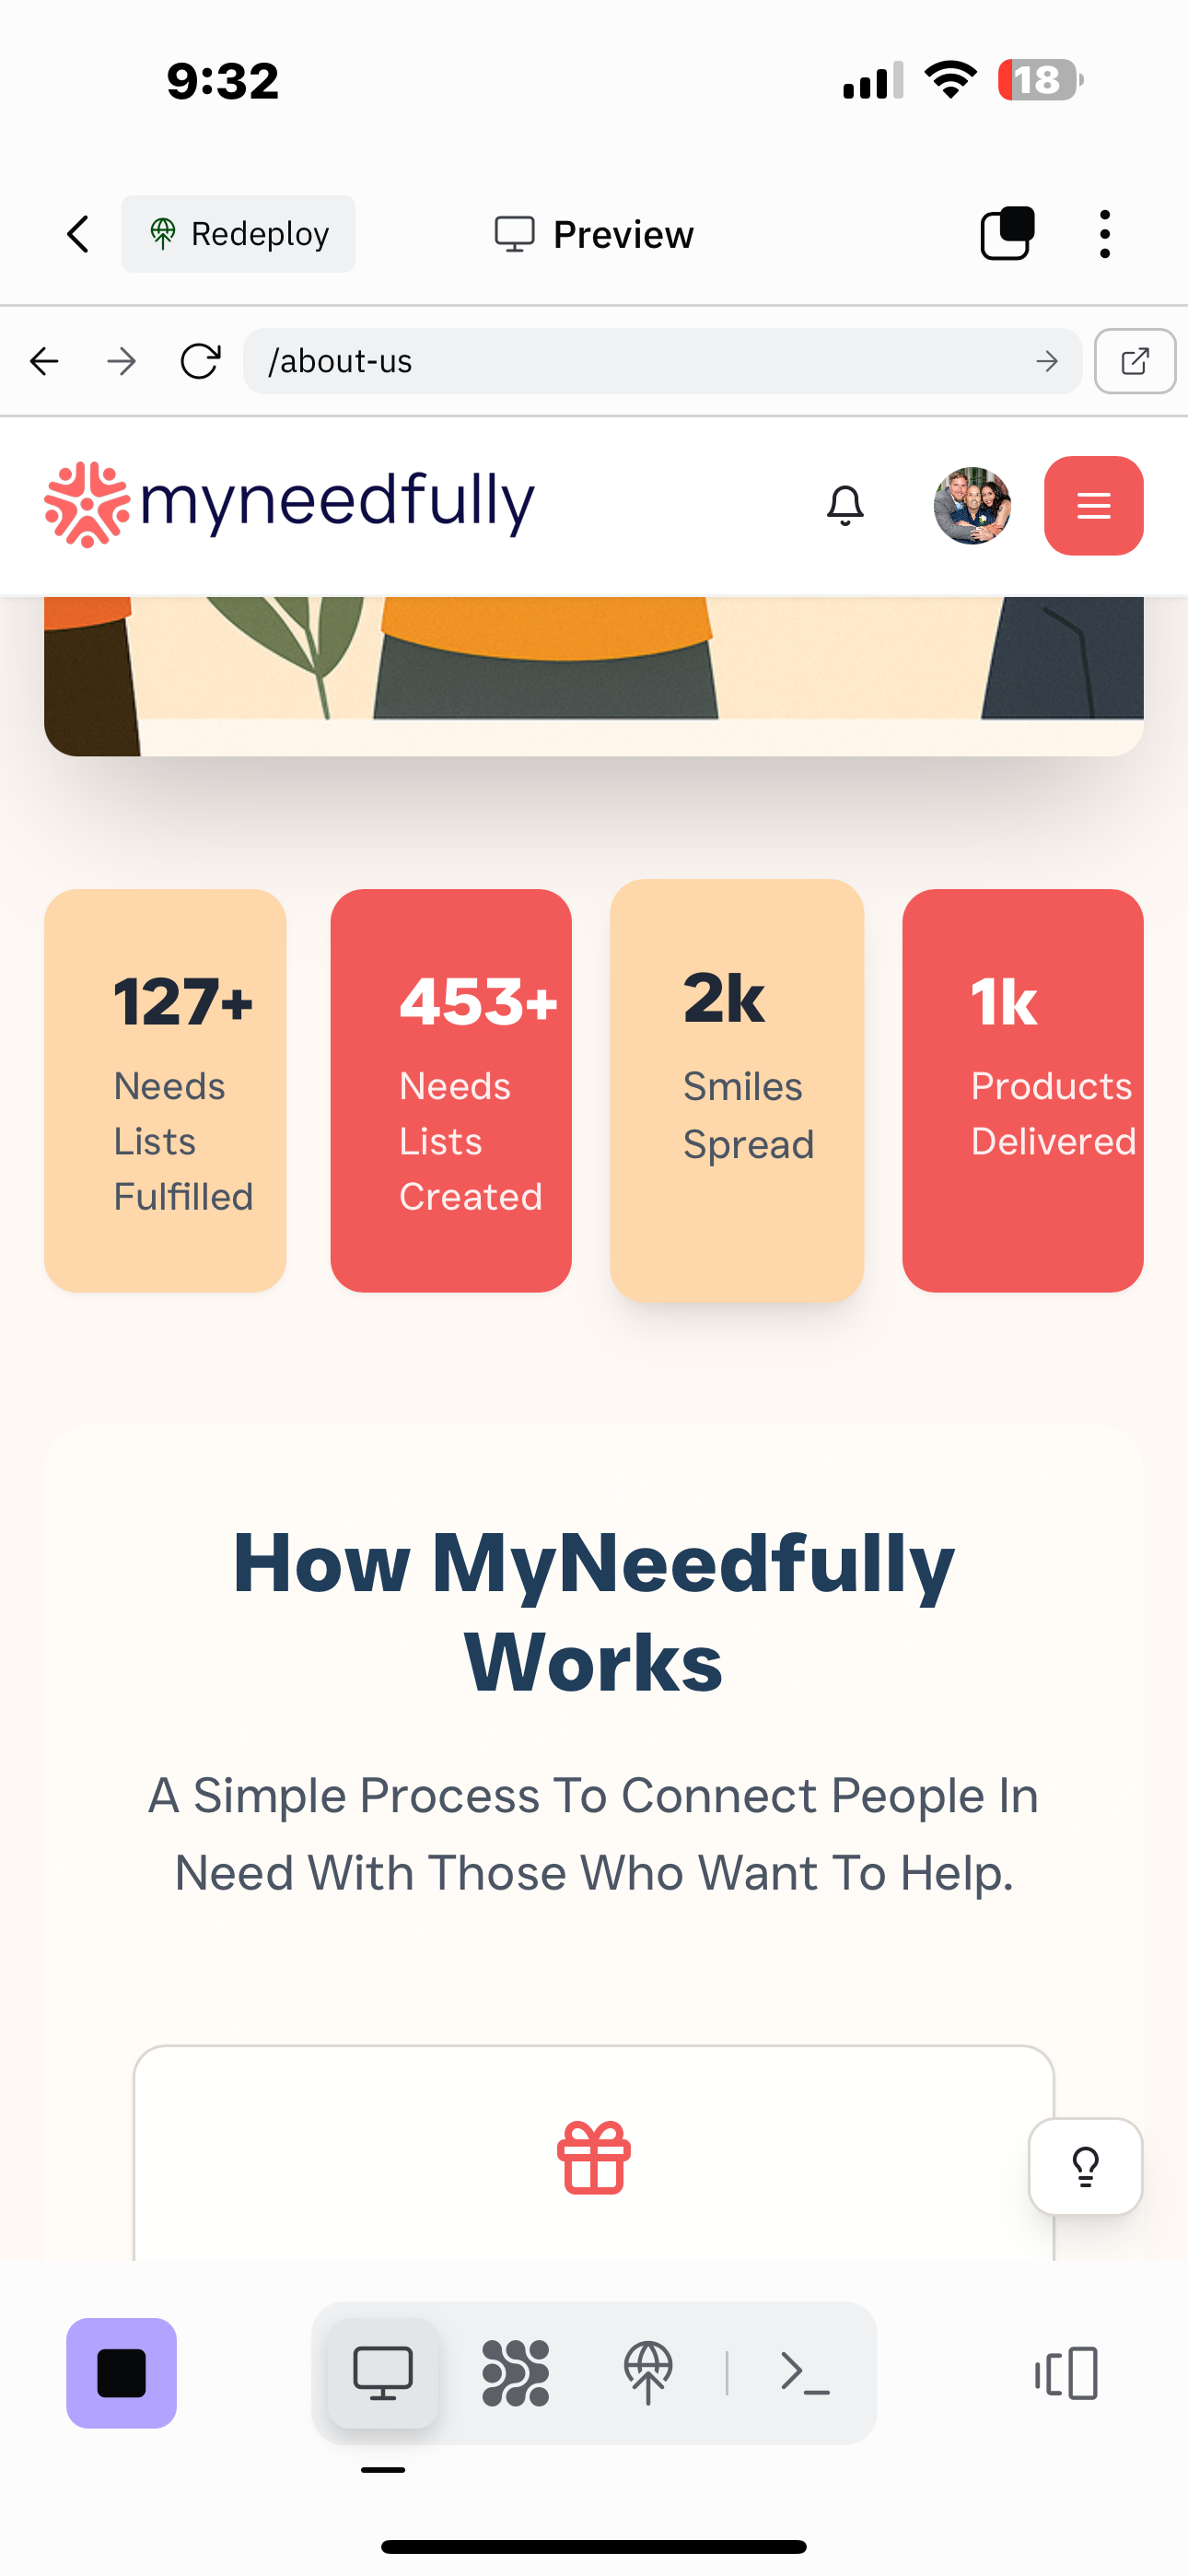 9:32
18
Redeploy
Preview
/about-us
myneedfully
127+
Needs
Lists
Fulfilled
453+
Needs
Lists
Created
2k
Smiles
Spread
1k
Products
Delivered
How MyNeedfully
Works
A Simple Process To Connect People In
Need With Those Who Want To Help.